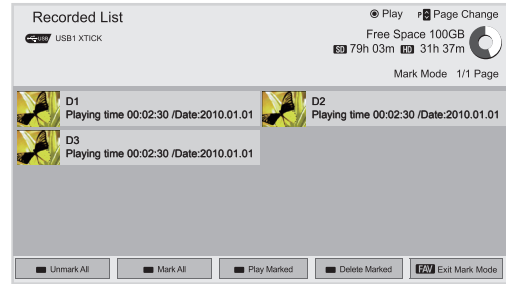 Recorded List
Play P Page Change
USB USB1 XTICK
Free Space 100GB
SD 79h 03m HD 31h 37m
Mark Mode 1/1 Page
D1
Playing time 00:02:30 /Date:2010.01.01
D2
Playing time 00:02:30 /Date:2010.01.01
D3
Playing time 00:02:30 /Date:2010.01.01
Unmark All
Mark All
Play Marked
Delete Marked
FAV Exit Mark Mode